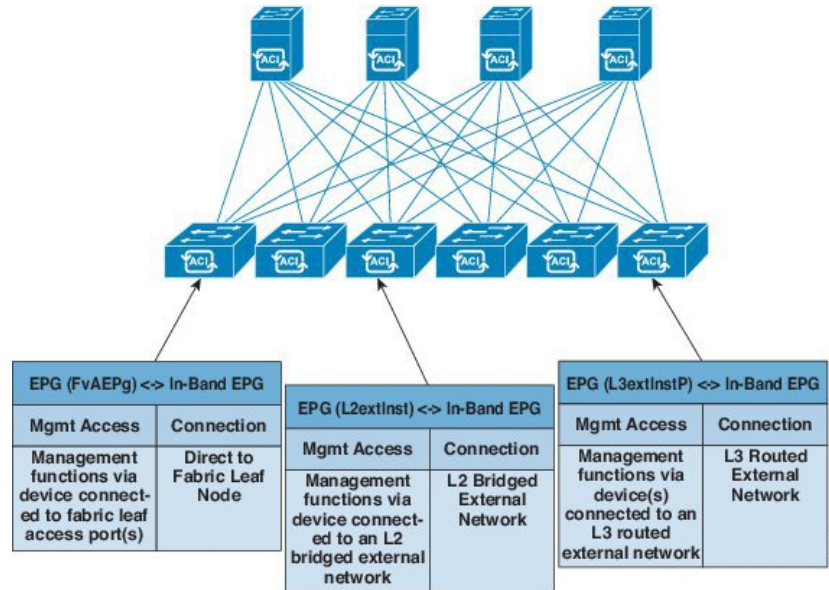 ACI
ACI
ACI
ACI
ACI
ACI
ACI
ACI
ACI
ACI
EPG (FvAEPg) <-> In-Band EPG
Mgmt Access
Connection
Management
functions via
device connect-
ed to fabric leaf
access port(s)
Direct to
Fabric Leaf
Node
EPG (L2extInst) <-> In-Band EPG
Mgmt Access
Connection
Management
functions via
device connect-
ed to an L2
bridged external
network
L2 Bridged
External
Network
EPG (L3extInstP) <-> In-Band EPG
Mgmt Access
Connection
Management
functions via
device(s)
connected to an
L3 routed
external network
L3 Routed
External
Network